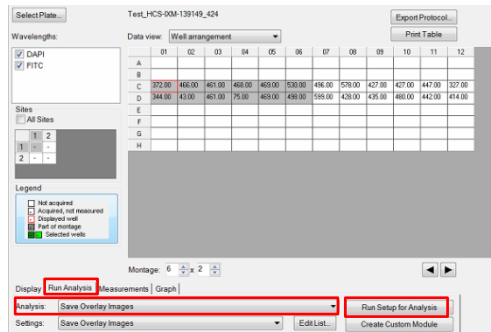 Select Plate... Test_HCS-IXM-139149_424 Export Protocol...
Wavelengths: Data view: Well arrangement Print Table
DAPI
FITC
01 02 03 04 05 06 07 08 09 10 11 12
A
B
C 372.00 466.00 461.00 468.00 469.00 530.00 496.00 578.00 427.00 427.00 447.00 327.00
D 344.00 43.00 461.00 75.00 469.00 498.00 599.00 428.00 435.00 480.00 442.00 414.00
E
F
G
H
Sites
All Sites
1 2
1 - -
2 - -
Legend
Not acquired
Acquired, not measured
Displayed well
Part of montage
Selected wells
Montage: 6 x 2
Display Run Analysis Measurements Graph
Analysis: Save Overlay Images Run Setup for Analysis
Settings: Save Overlay Images Edit List... Create Custom Module